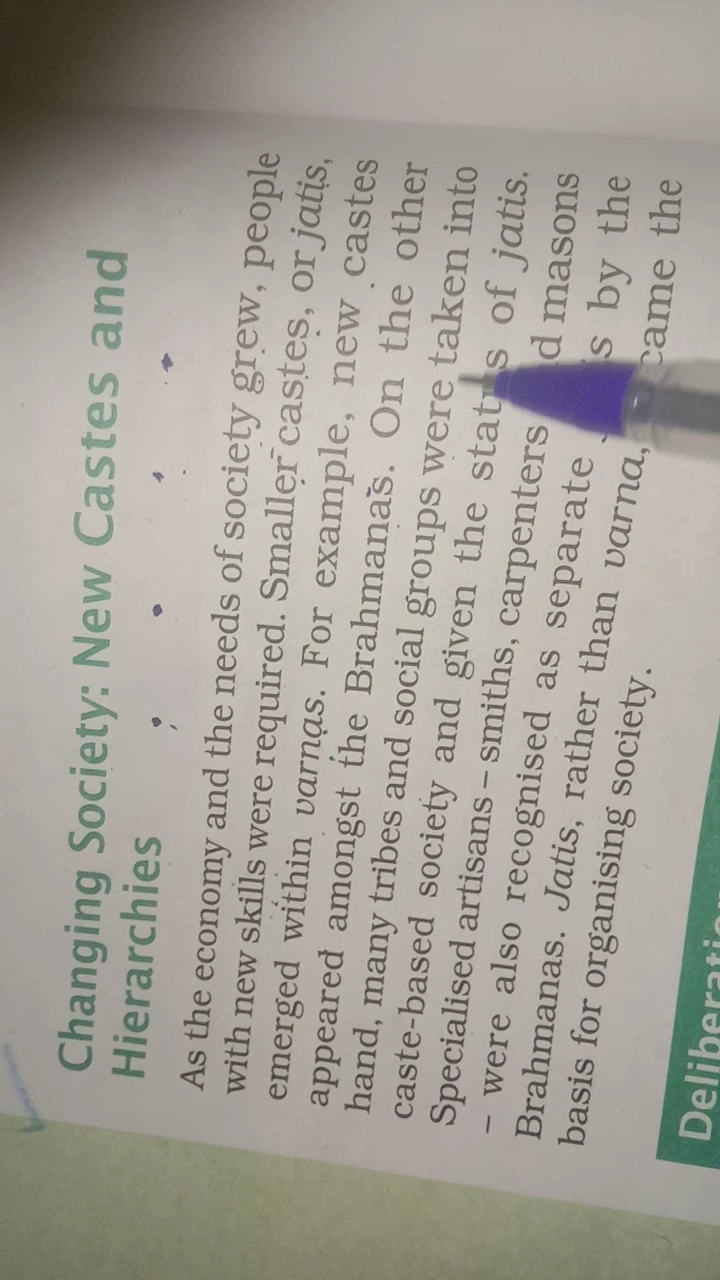 Changing Society: New Castes and
Hierarchies
As the economy and the needs of society grew, people
with new skills were required. Smaller castes, or jatis,
emerged within varnas. For example, new castes
appeared amongst the Brahmanas. On the other
hand, many tribes and social groups were taken into
caste-based society and given the status of jatis.
Specialised artisans – smiths, carpenters masons
– were also recognised as separate by the
Brahmanas. Jatis, rather than varna, the
basis for organising society.